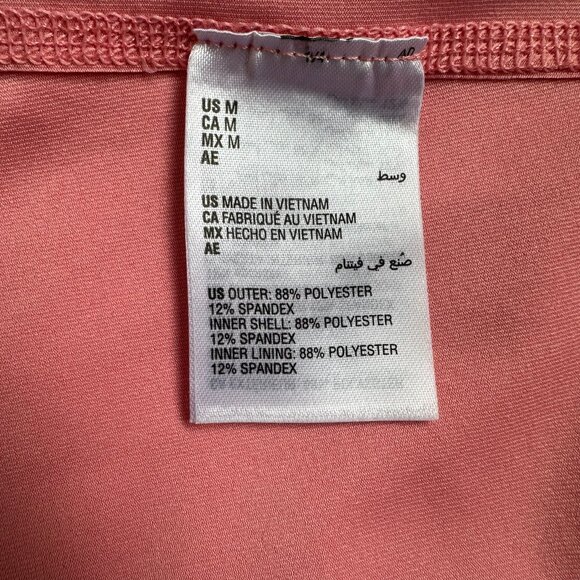 US M
CA M
MX M
AE
وسط
US MADE IN VIETNAM
CA FABRIQUÉ AU VIETNAM
MX HECHO EN VIETNAM
AE
صُنع في فيتنام
US OUTER: 88% POLYESTER
12% SPANDEX
INNER SHELL: 88% POLYESTER
12% SPANDEX
INNER LINING: 88% POLYESTER
12% SPANDEX